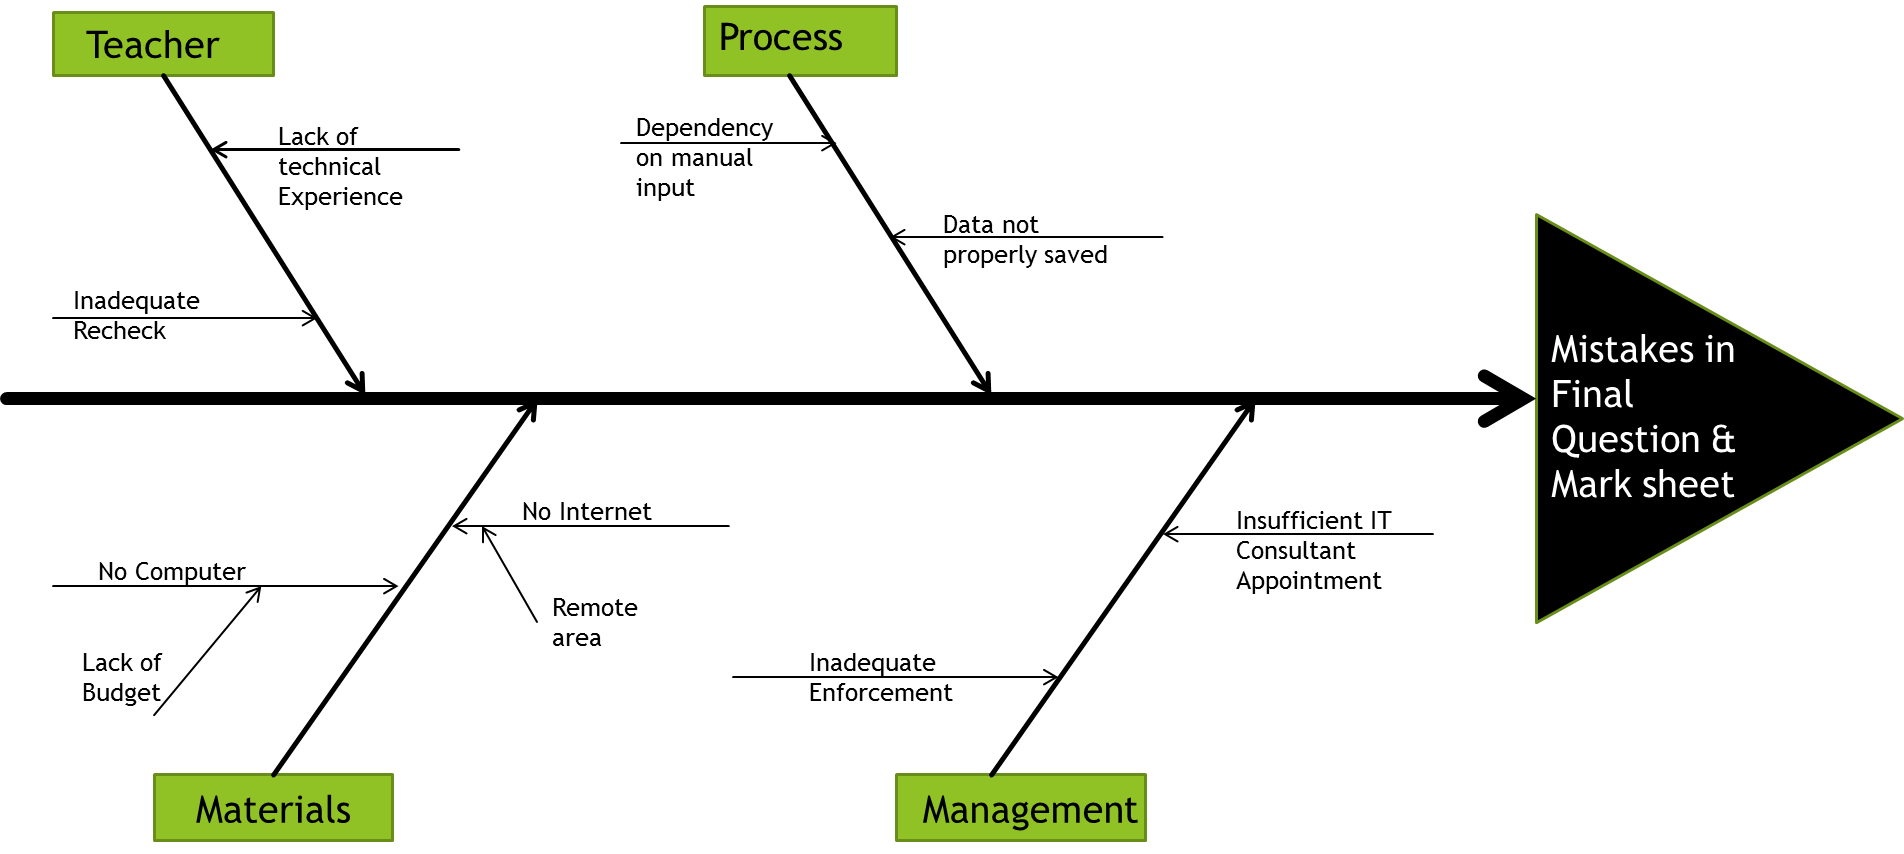 Teacher
Process
Lack of
technical
Experience
Dependency
on manual
input
Data not
properly saved
Inadequate
Recheck
Mistakes in
Final
Question &
Mark sheet
No Internet
Insufficient IT
Consultant
Appointment
No Computer
Remote
area
Lack of
Budget
Inadequate
Enforcement
Materials
Management